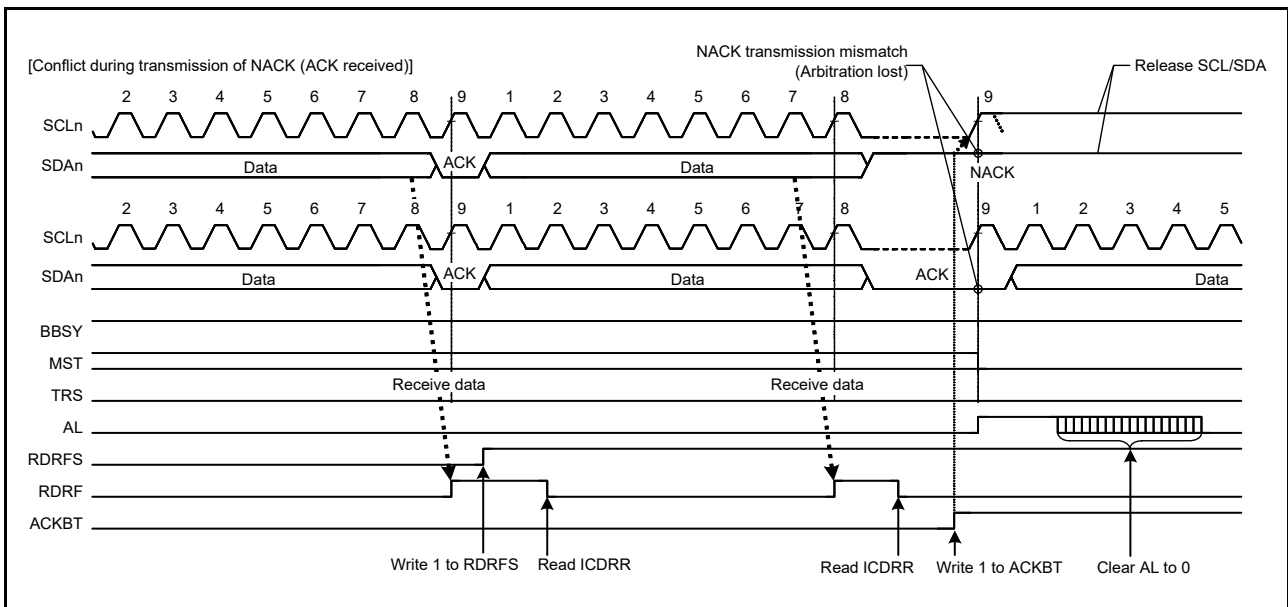 [Conflict during transmission of NACK (ACK received)]
NACK transmission mismatch
(Arbitration lost)
Release SCL/SDA
2 3 4 5 6 7 8 9 1 2 3 4 5 6 7 8 9
SCLn
SDAn Data ACK Data NACK
2 3 4 5 6 7 8 9 1 2 3 4 5 6 7 8 9 1 2 3 4 5
SCLn
SDAn Data ACK Data ACK Data
BBSY
MST
Receive data Receive data
TRS
AL
RDRFS
RDRF
ACKBT
Write 1 to RDRFS Read ICDRR Read ICDRR Write 1 to ACKBT Clear AL to 0